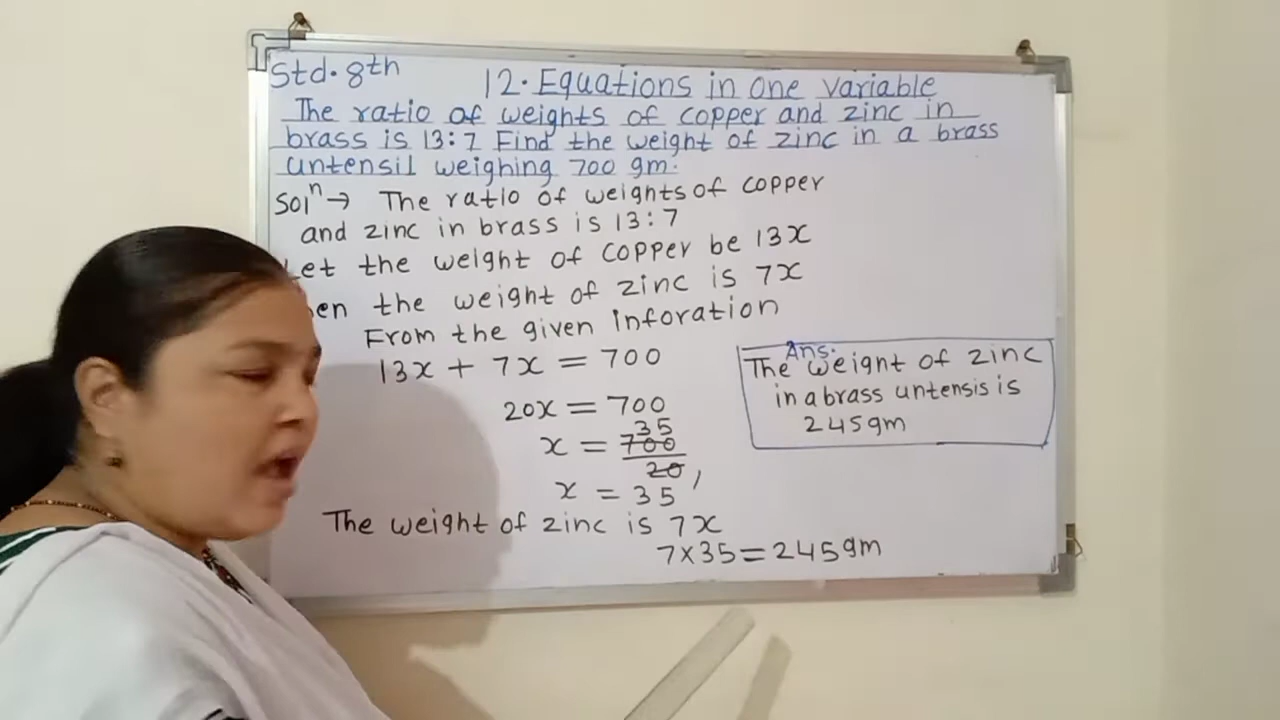 Std. 8th
12. Equations in one variable
The ratio of weights of copper and zinc in
brass is 13:7 Find the weight of zinc in a brass
untensil weighing 700 gm.
Solⁿ → The ratio of weights of copper
and zinc in brass is 13:7
Let the weight of copper be 13x
en the weight of zinc is 7x
From the given inforation
13x + 7x = 700
20x = 700
35
x = 700
20
x = 35
The weight of zinc is 7x
7x35 = 245gm
Ans.
The weignt of zinc
in a brass untensis is
245gm